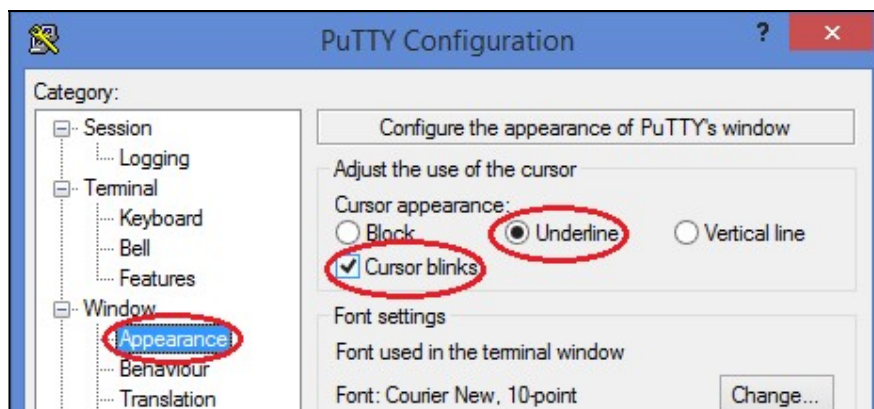 PuTTY Configuration ? ×
Category:
Session
Logging
Terminal
Keyboard
Bell
Features
Window
Appearance
Behaviour
Translation
Configure the appearance of PuTTY's window
Adjust the use of the cursor
Cursor appearance:
Block Underline Vertical line
Cursor blinks
Font settings
Font used in the terminal window
Font: Courier New, 10-point Change...